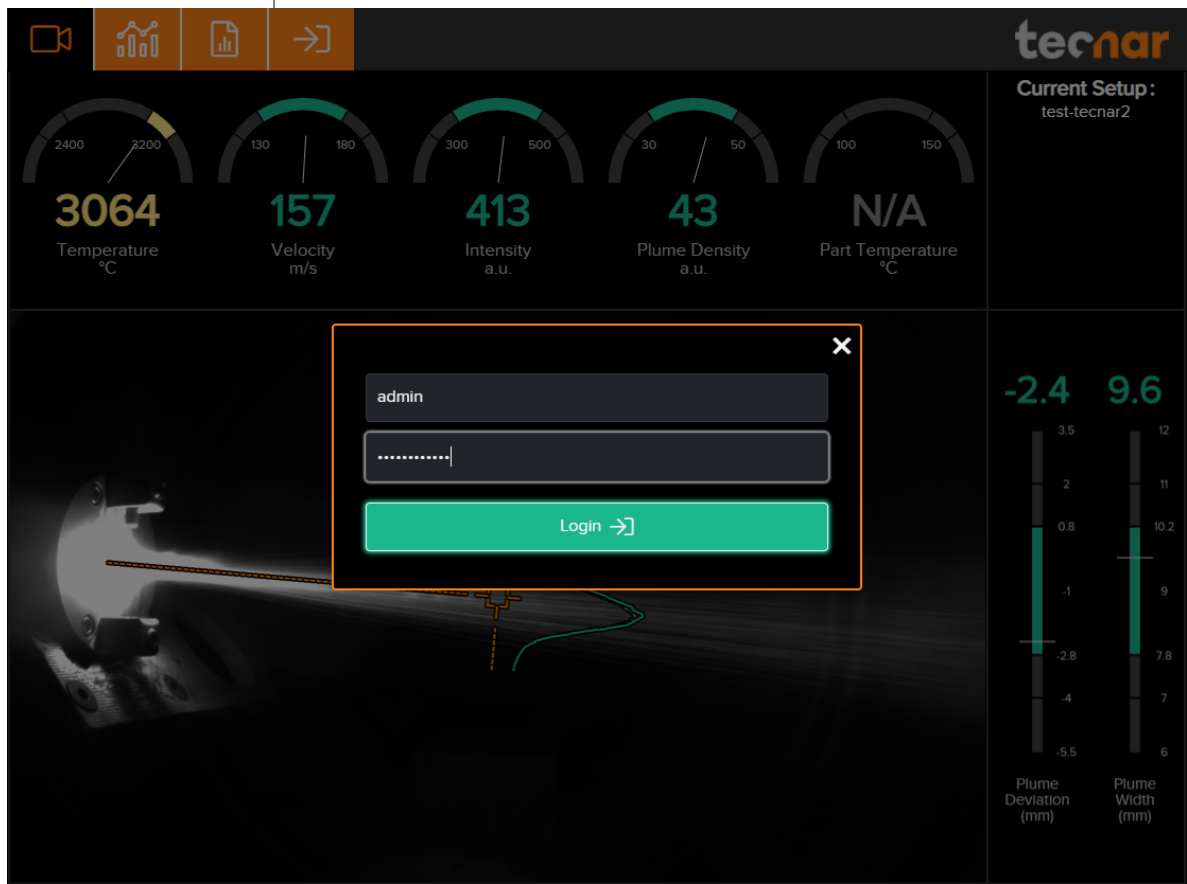 tecnar
Current Setup :
test-tecnar2
2400 3200
3064
Temperature
°C
130 180
157
Velocity
m/s
300 500
413
Intensity
a.u.
30 50
43
Plume Density
a.u.
100 150
N/A
Part Temperature
°C
admin
••••••••••••
Login
-2.4 9.6
3.5 12
2 11
0.8 10.2
-1 9
-2.8 7.8
-4 7
-5.5 6
Plume Plume
Deviation Width
(mm) (mm)